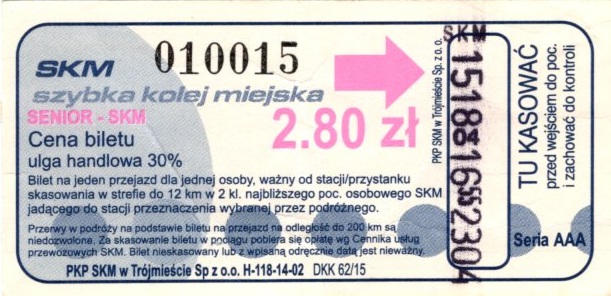 SKM
010015
szybka kolej miejska
SENIOR - SKM
2.80 zł
Cena biletu
ulga handlowa 30%
Bilet na jeden przejazd dla jednej osoby, ważny od stacji/przystanku
skasowania w strefie do 12 km w 2 kl. najbliższego poc. osobowego SKM
jadącego do stacji przeznaczenia wybranej przez podróżnego.
Przerwy w podróży na podstawie biletu na przejazd na odległość do 200 km są
niedozwolone. Za skasowanie biletu w pociągu pobiera się opłatę wg Cennika usług
przewozowych SKM. Bilet nieskasowany lub z wpisaną odręcznie datą jest nieważny.
PKP SKM w Trójmieście Sp z o.o. H-118-14-02 DKK 62/15
PKP SKM w Trójmieście Sp. z o. o.
SKM
TU KASOWAĆ
przed wejściem do poc.
i zachować do kontroli
Seria AAA